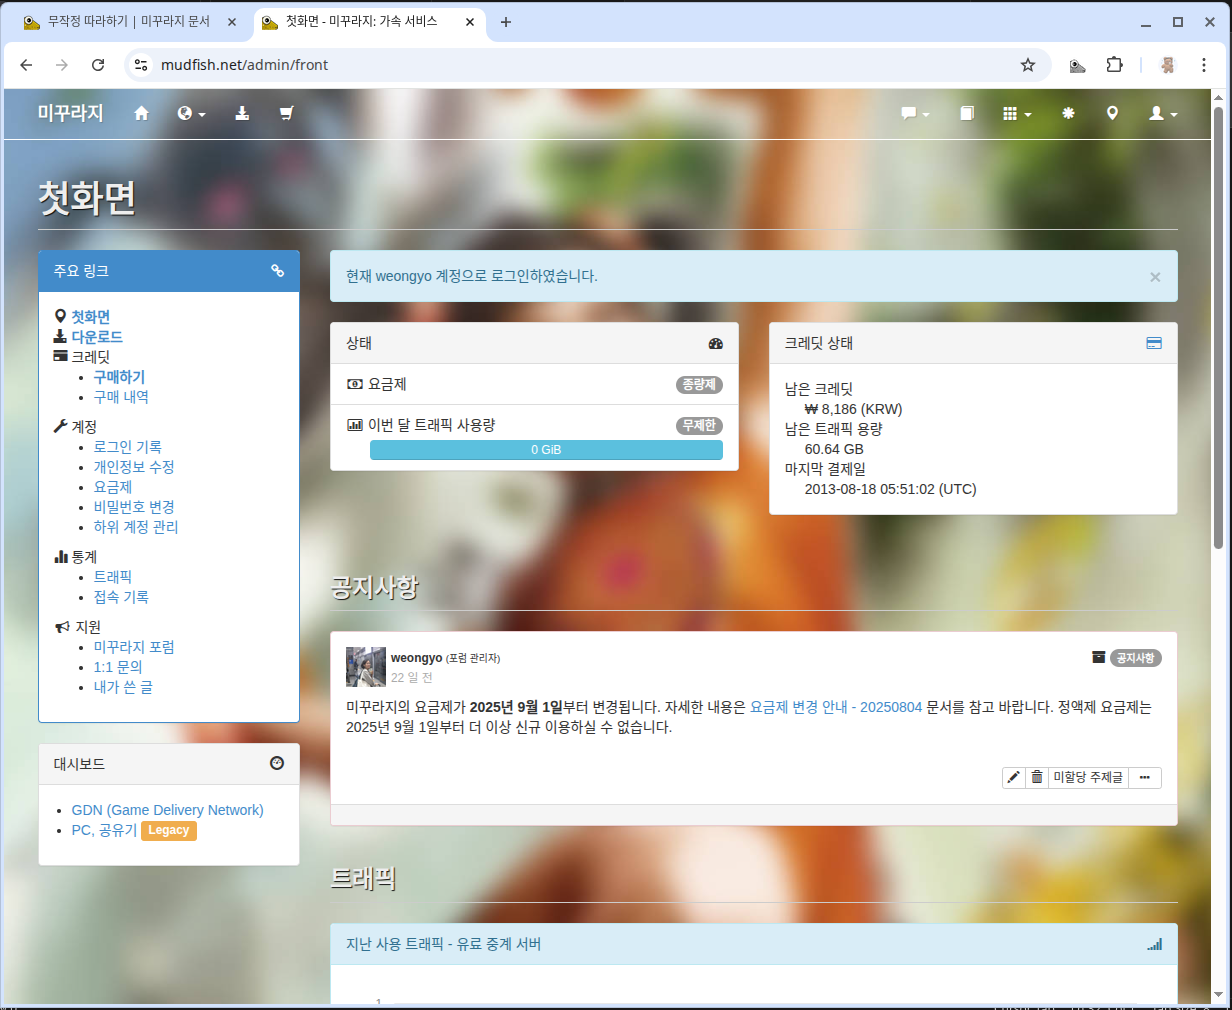 무작정 따라하기 | 미꾸라지 문서
첫화면 - 미꾸라지: 가속 서비스
mudfish.net/admin/front
미꾸라지
첫화면
주요 링크
첫화면
다운로드
크레딧
구매하기
구매 내역
계정
로그인 기록
개인정보 수정
요금제
비밀번호 변경
하위 계정 관리
통계
트래픽
접속 기록
지원
미꾸라지 포럼
1:1 문의
내가 쓴 글
대시보드
GDN (Game Delivery Network)
PC, 공유기 Legacy
현재 weongyo 계정으로 로그인하였습니다.
상태
요금제 종량제
이번 달 트래픽 사용량 무제한
0 GiB
크레딧 상태
남은 크레딧
₩ 8,186 (KRW)
남은 트래픽 용량
60.64 GB
마지막 결제일
2013-08-18 05:51:02 (UTC)
공지사항
weongyo (포럼 관리자) 공지사항
22 일 전
미꾸라지의 요금제가 2025년 9월 1일부터 변경됩니다. 자세한 내용은 요금제 변경 안내 - 20250804 문서를 참고 바랍니다. 정액제 요금제는
2025년 9월 1일부터 더 이상 신규 이용하실 수 없습니다.
미할당 주제글
트래픽
지난 사용 트래픽 - 유료 중계 서버
1